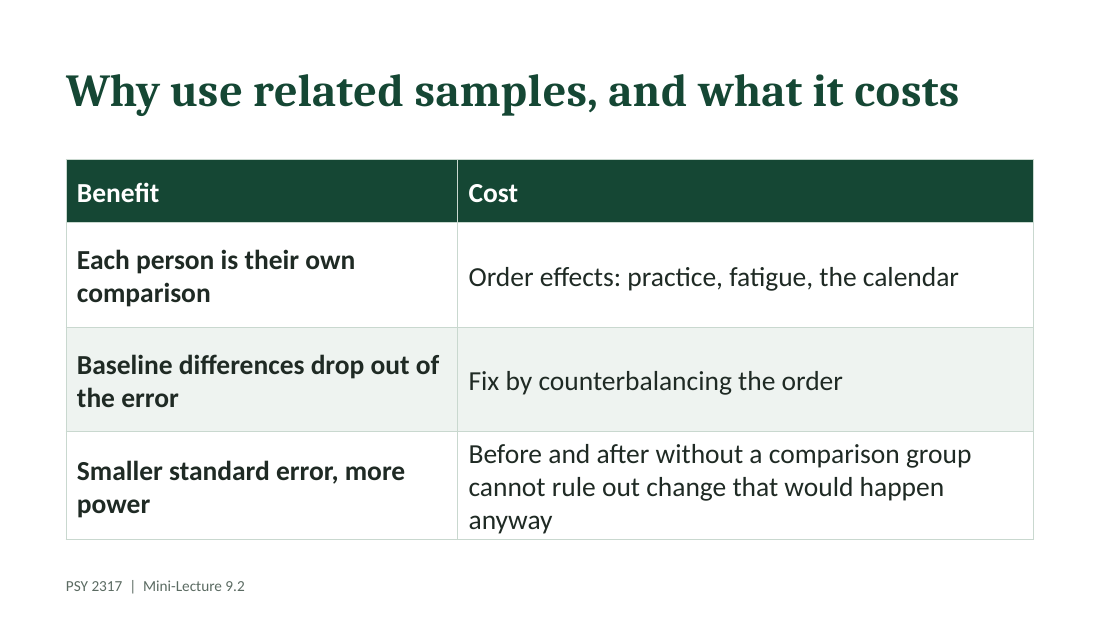 Why use related samples, and what it costs
Benefit
Cost
Each person is their own
comparison
Order effects: practice, fatigue, the calendar
Baseline differences drop out of
the error
Fix by counterbalancing the order
Smaller standard error, more
power
Before and after without a comparison group
cannot rule out change that would happen
anyway
PSY 2317 | Mini-Lecture 9.2